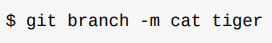 $ git branch -m cat tiger